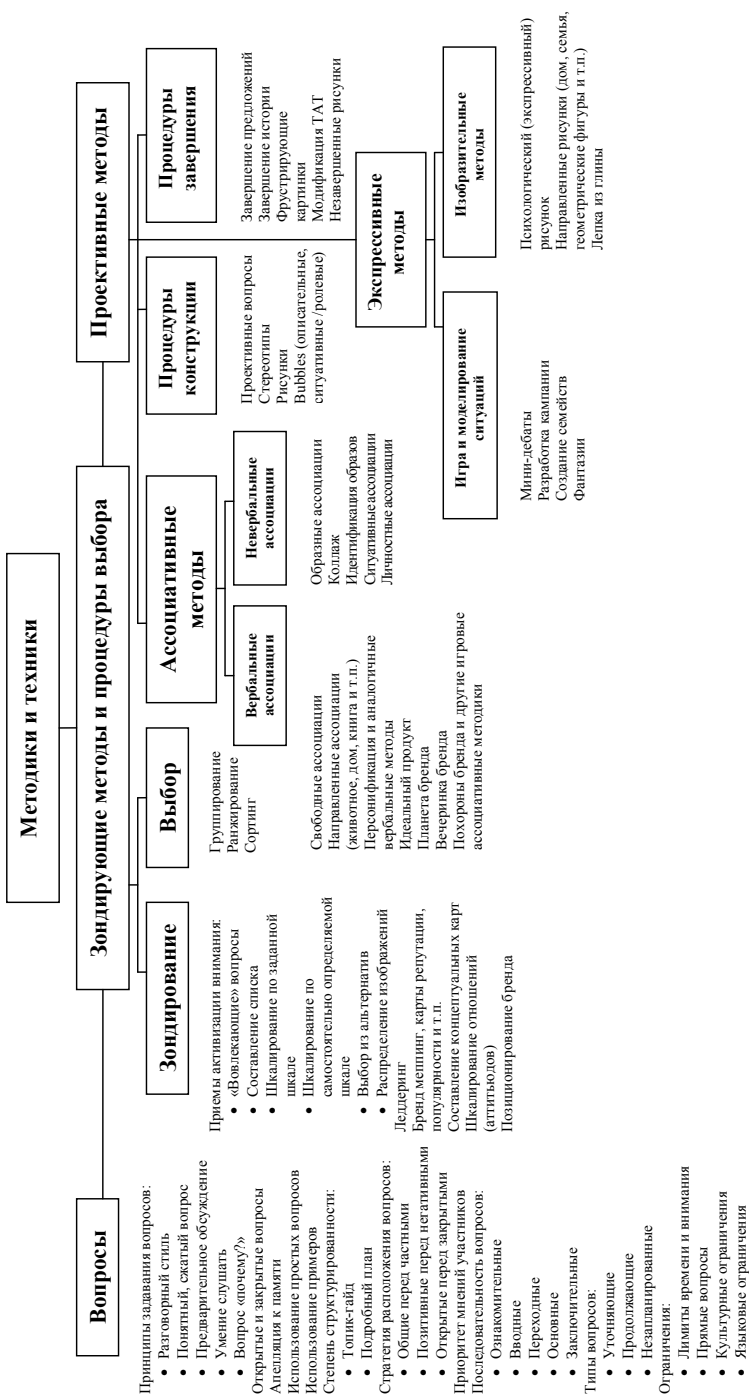 Методики и техники
Вопросы
Зондирующие методы и процедуры выбора
Проективные методы
Принципы задавания вопросов:
• Разговорный стиль
• Понятный, сжатый вопрос
• Предварительное обсуждение
• Умение слушать
• Вопрос «почему?»
Открытые и закрытые вопросы
Апелляция к памяти
Использование простых вопросов
Использование примеров
Степень структурированности:
• Топик-гайд
• Подробный план
Стратегия расположения вопросов:
• Общие перед частными
• Позитивные перед негативными
• Открытые перед закрытыми
Приоритет мнений участников
Последовательность вопросов:
• Ознакомительные
• Вводные
• Переходные
• Основные
• Заключительные
Типы вопросов:
• Уточняющие
• Продолжающие
• Незапланированные
Ограничения:
• Лимиты времени и внимания
• Прямые вопросы
• Культурные ограничения
• Языковые ограничения
Зондирование
Приемы активизации внимания:
• «Вовлекающие» вопросы
• Составление списка
• Шкалирование по заданной
шкале
• Шкалирование по
самостоятельно определяемой
шкале
• Выбор из альтернатив
• Распределение изображений
Леддеринг
Бренд меппинг, карты репутации,
популярности и т.п.
Составление концептуальных карт
Шкалирование отношений
(аттитьюдов)
Позиционирование бренда
Выбор
Группирование
Ранжирование
Сортинг
Ассоциативные
методы
Вербальные
ассоциации
Свободные ассоциации
Направленные ассоциации
(животное, дом, книга и т.п.)
Персонификация и аналогичные
вербальные методы
Идеальный продукт
Планета бренда
Вечеринка бренда
Похороны бренда и другие игровые
ассоциативные методики
Невербальные
ассоциации
Образные ассоциации
Коллаж
Идентификация образов
Ситуативные ассоциации
Личностные ассоциации
Процедуры
конструкции
Проективные вопросы
Стереотипы
Рисунки
Bubbles (описательные,
ситуативные /ролевые)
Процедуры
завершения
Завершение предложений
Завершение истории
Фрустрирующие
картинки
Модификация ТАТ
Незавершенные рисунки
Экспрессивные
методы
Игра и моделирование
ситуаций
Мини-дебаты
Разработка кампании
Создание семейств
Фантазии
Изобразительные
методы
Психологический (экспрессивный)
рисунок
Направленные рисунки (дом, семья,
геометрические фигуры и т.п.)
Лепка из глины